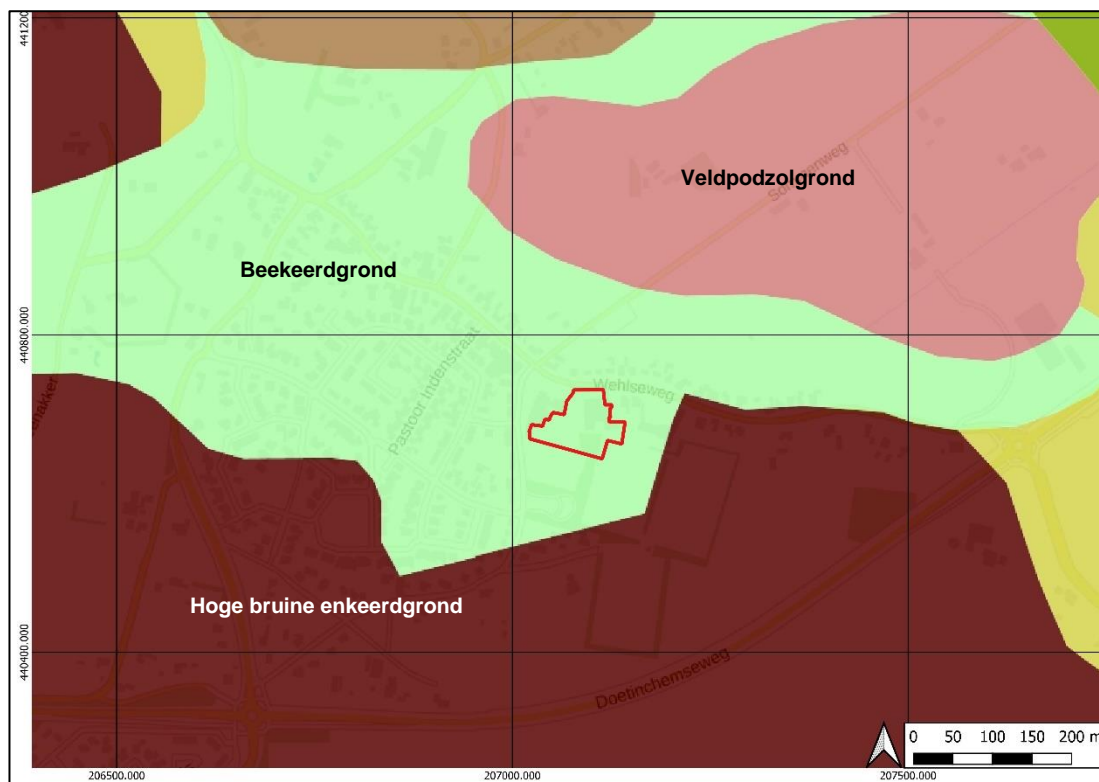 441200
Veldpodzolgrond
Beekeerdgrond
440800.000
Pastoor Indenstraat
Wehlseweg
Hoge bruine enkeerdgrond
440400.000
Doetinchemseweg
0 50 100 150 200 m
206500.000 207000.000 207500.000